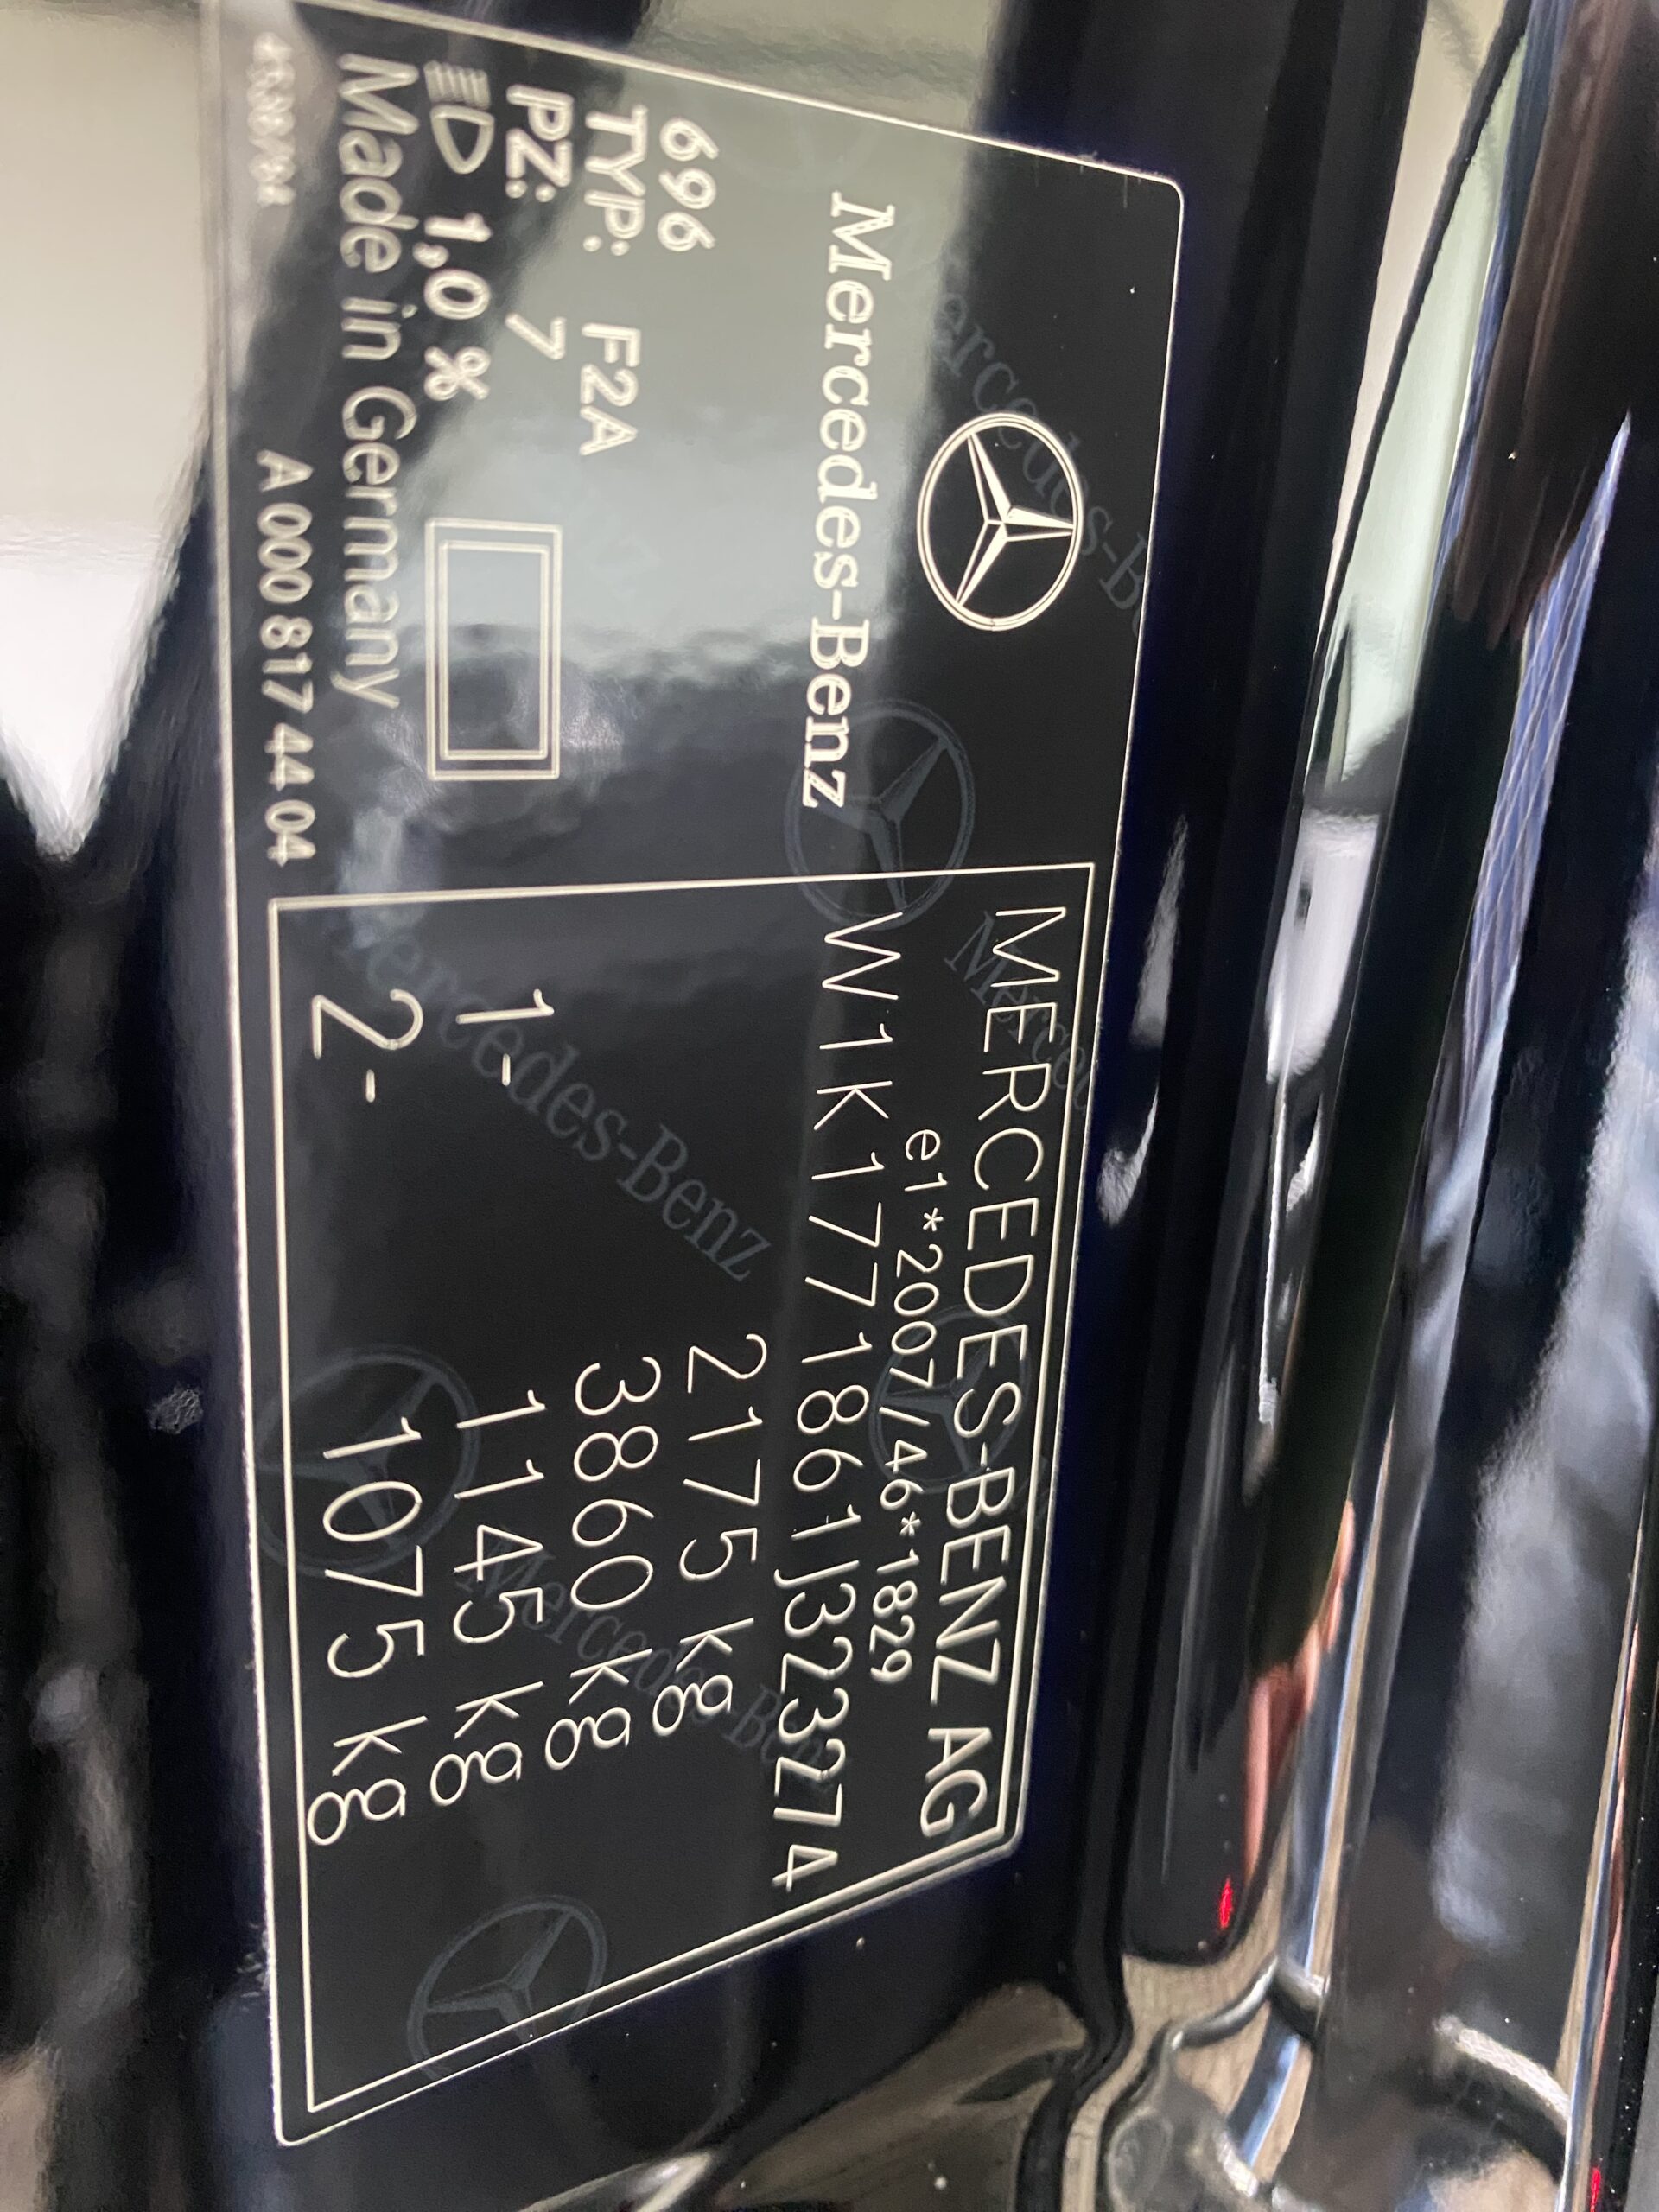 Mercedes-Benz
696
TYP: F2A
PZ: 7
1,0 %
Made in Germany
A 000 817 44 04
MERCEDES-BENZ AG
e1*2007/46*1829
W1K1771861J323274
2175 kg
3860 kg
1- 1145 kg
2- 1075 kg